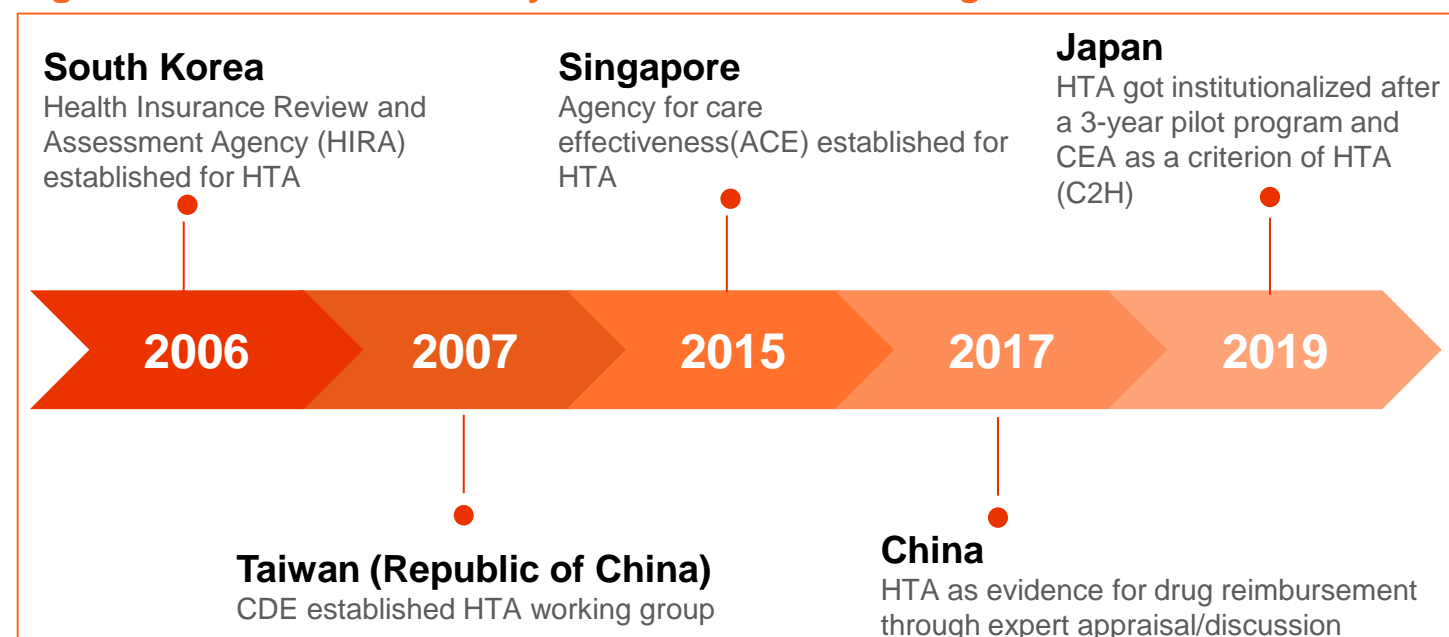 South Korea
Health Insurance Review and
Assessment Agency (HIRA)
established for HTA
Singapore
Agency for care
effectiveness(ACE) established for
HTA
Japan
HTA got institutionalized after
a 3-year pilot program and
CEA as a criterion of HTA
(C2H)
2006
2007
2015
2017
2019
Taiwan (Republic of China)
CDE established HTA working group
China
HTA as evidence for drug reimbursement
through expert appraisal/discussion